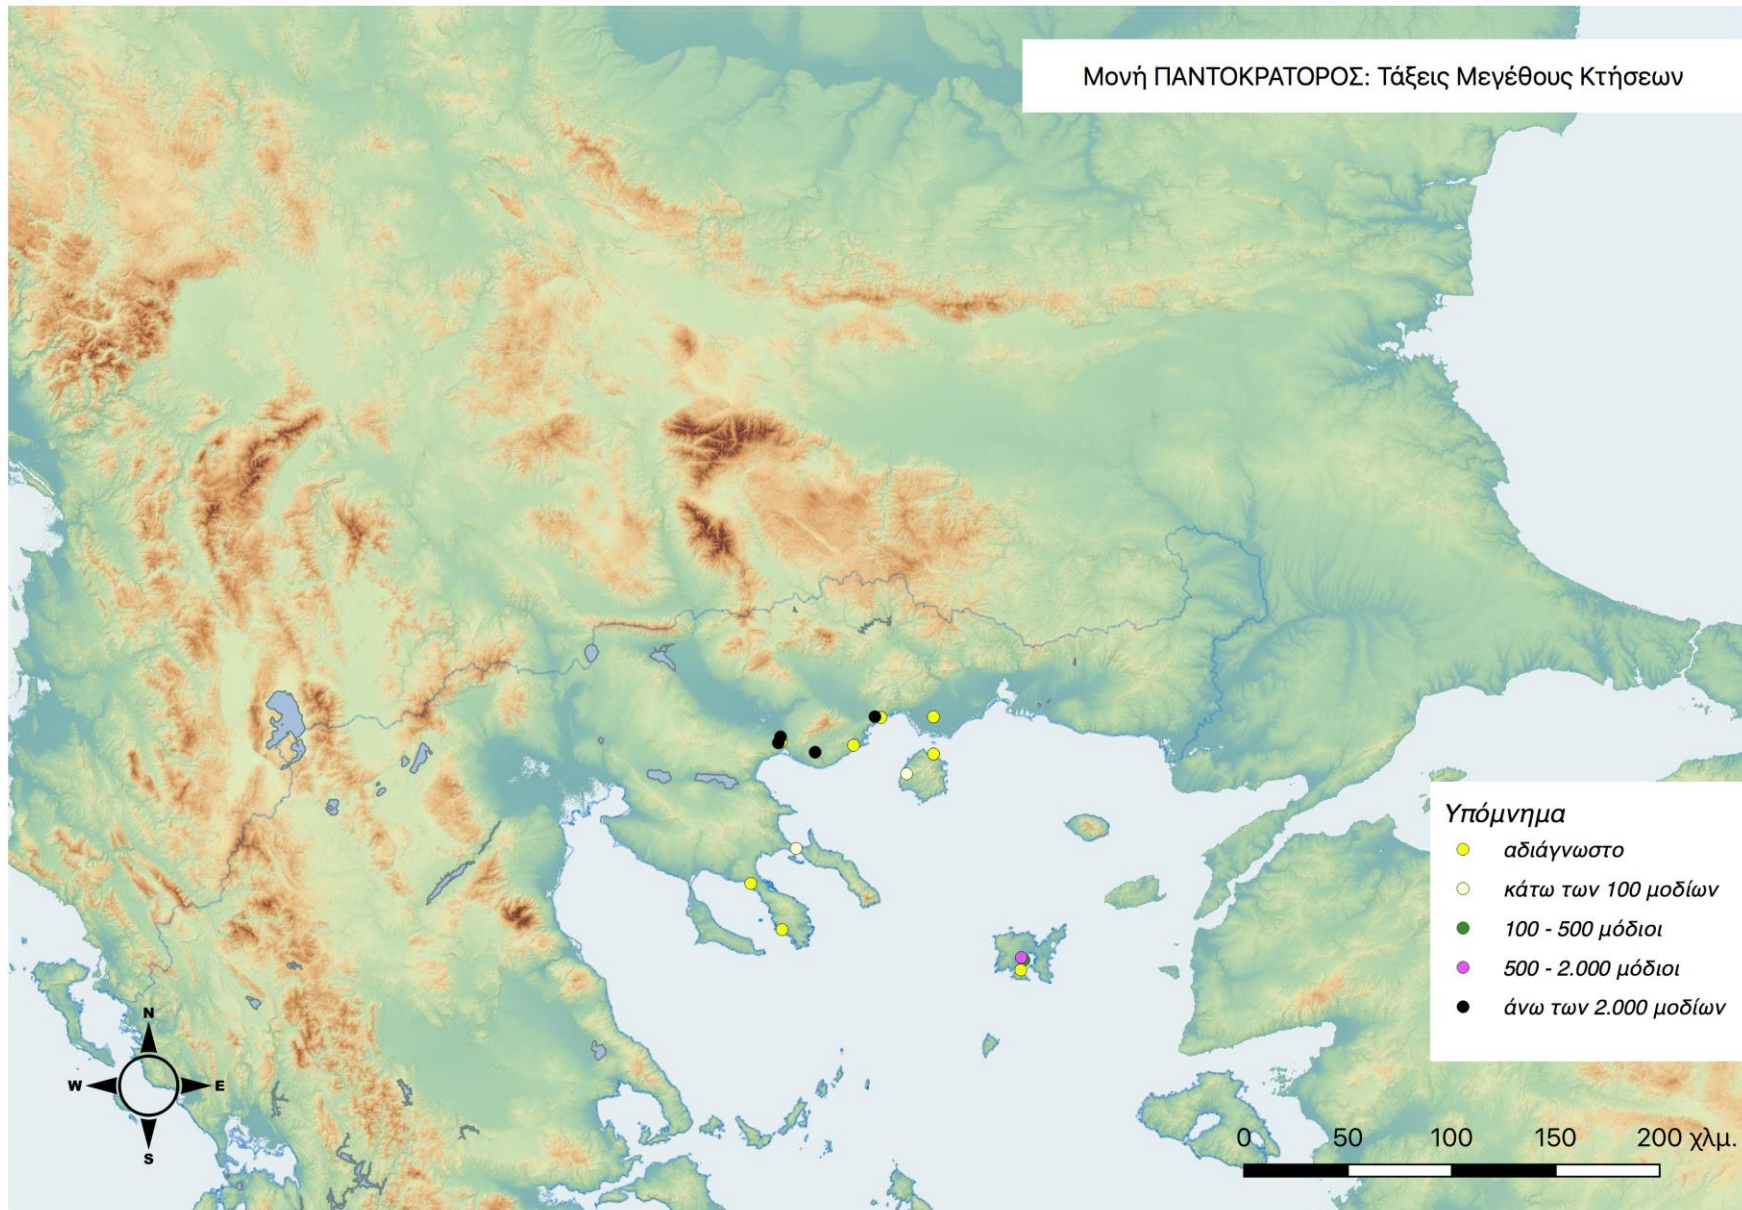 Μονή ΠΑΝΤΟΚΡΑΤΟΡΟΣ: Τάξεις Μεγέθους Κτήσεων
Υπόμνημα
αδιάγνωστο
κάτω των 100 μοδίων
100 - 500 μόδιοι
500 - 2.000 μόδιοι
άνω των 2.000 μοδίων
N
W E
S
0 50 100 150 200 χλμ.